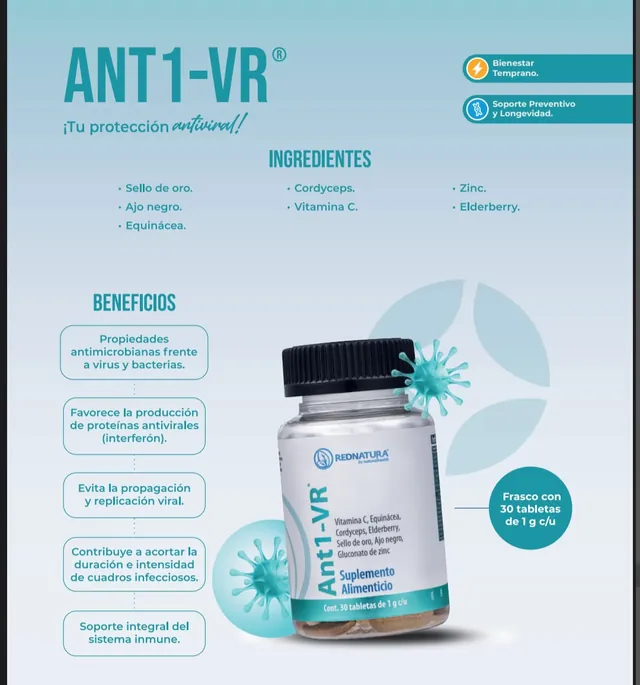 ANT1-VR®
¡Tu protección antiviral!
Bienestar
Temprano.
Soporte Preventivo
y Longevidad.
INGREDIENTES
• Sello de oro.
• Ajo negro.
• Equinácea.
• Cordyceps.
• Vitamina C.
• Zinc.
• Elderberry.
BENEFICIOS
Propiedades
antimicrobianas frente
a virus y bacterias.
Favorece la producción
de proteínas antivirales
(interferón).
Evita la propagación
y replicación viral.
Contribuye a acortar la
duración e intensidad
de cuadros infecciosos.
Soporte integral del
sistema inmune.
REDNATURA®
Ant1-VR®
Vitamina C, Equinácea,
Cordyceps, Elderberry,
Sello de oro, Ajo negro,
Gluconato de zinc
Suplemento
Alimenticio
Cont. 30 tabletas de 1 g c/u
Frasco con
30 tabletas
de 1 g c/u